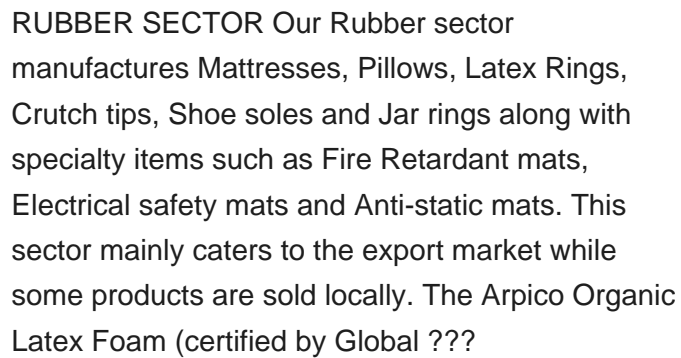 RUBBER SECTOR Our Rubber sector
manufactures Mattresses, Pillows, Latex Rings,
Crutch tips, Shoe soles and Jar rings along with
specialty items such as Fire Retardant mats,
Electrical safety mats and Anti-static mats. This
sector mainly caters to the export market while
some products are sold locally. The Arpico Organic
Latex Foam (certified by Global ???